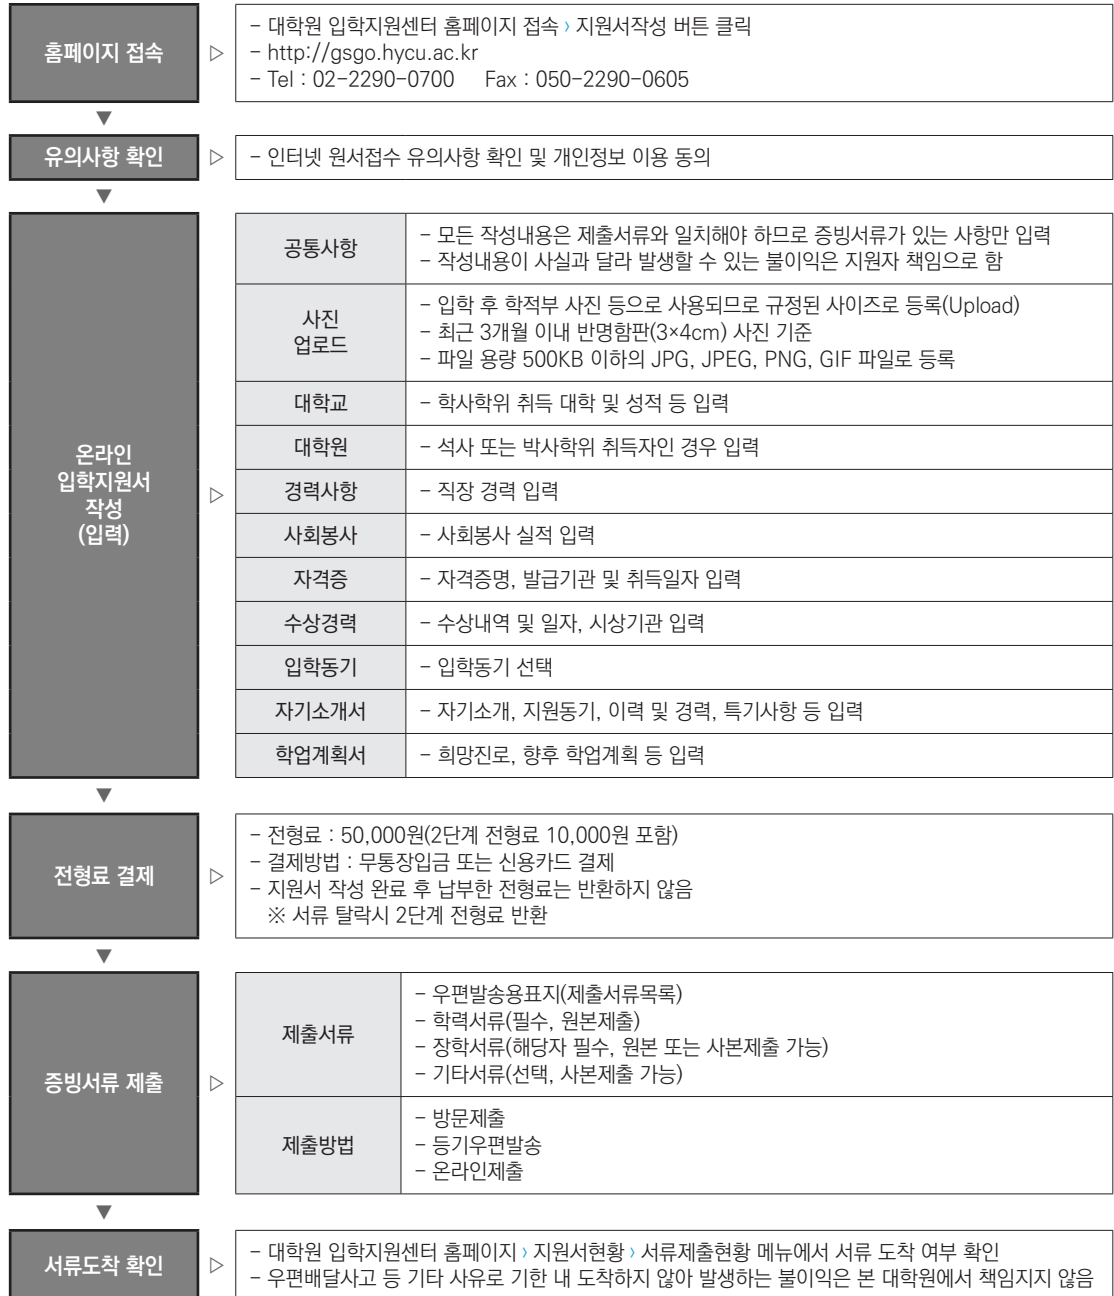 홈페이지 접속
▷
- 대학원 입학지원센터 홈페이지 접속 › 지원서작성 버튼 클릭
- http://gsgo.hycu.ac.kr
- Tel : 02-2290-0700 Fax : 050-2290-0605
▼
유의사항 확인
▷
- 인터넷 원서접수 유의사항 확인 및 개인정보 이용 동의
▼
온라인
입학지원서
작성
(입력)
▷
공통사항
- 모든 작성내용은 제출서류와 일치해야 하므로 증빙서류가 있는 사항만 입력
- 작성내용이 사실과 달라 발생할 수 있는 불이익은 지원자 책임으로 함
사진
업로드
- 입학 후 학적부 사진 등으로 사용되므로 규정된 사이즈로 등록(Upload)
- 최근 3개월 이내 반명함판(3×4cm) 사진 기준
- 파일 용량 500KB 이하의 JPG, JPEG, PNG, GIF 파일로 등록
대학교
- 학사학위 취득 대학 및 성적 등 입력
대학원
- 석사 또는 박사학위 취득자인 경우 입력
경력사항
- 직장 경력 입력
사회봉사
- 사회봉사 실적 입력
자격증
- 자격증명, 발급기관 및 취득일자 입력
수상경력
- 수상내역 및 일자, 시상기관 입력
입학동기
- 입학동기 선택
자기소개서
- 자기소개, 지원동기, 이력 및 경력, 특기사항 등 입력
학업계획서
- 희망진로, 향후 학업계획 등 입력
▼
전형료 결제
▷
- 전형료 : 50,000원(2단계 전형료 10,000원 포함)
- 결제방법 : 무통장입금 또는 신용카드 결제
- 지원서 작성 완료 후 납부한 전형료는 반환하지 않음
※ 서류 탈락시 2단계 전형료 반환
▼
증빙서류 제출
▷
제출서류
- 우편발송용표지(제출서류목록)
- 학력서류(필수, 원본제출)
- 장학서류(해당자 필수, 원본 또는 사본제출 가능)
- 기타서류(선택, 사본제출 가능)
제출방법
- 방문제출
- 등기우편발송
- 온라인제출
▼
서류도착 확인
▷
- 대학원 입학지원센터 홈페이지 › 지원서현황 › 서류제출현황 메뉴에서 서류 도착 여부 확인
- 우편배달사고 등 기타 사유로 기한 내 도착하지 않아 발생하는 불이익은 본 대학원에서 책임지지 않음